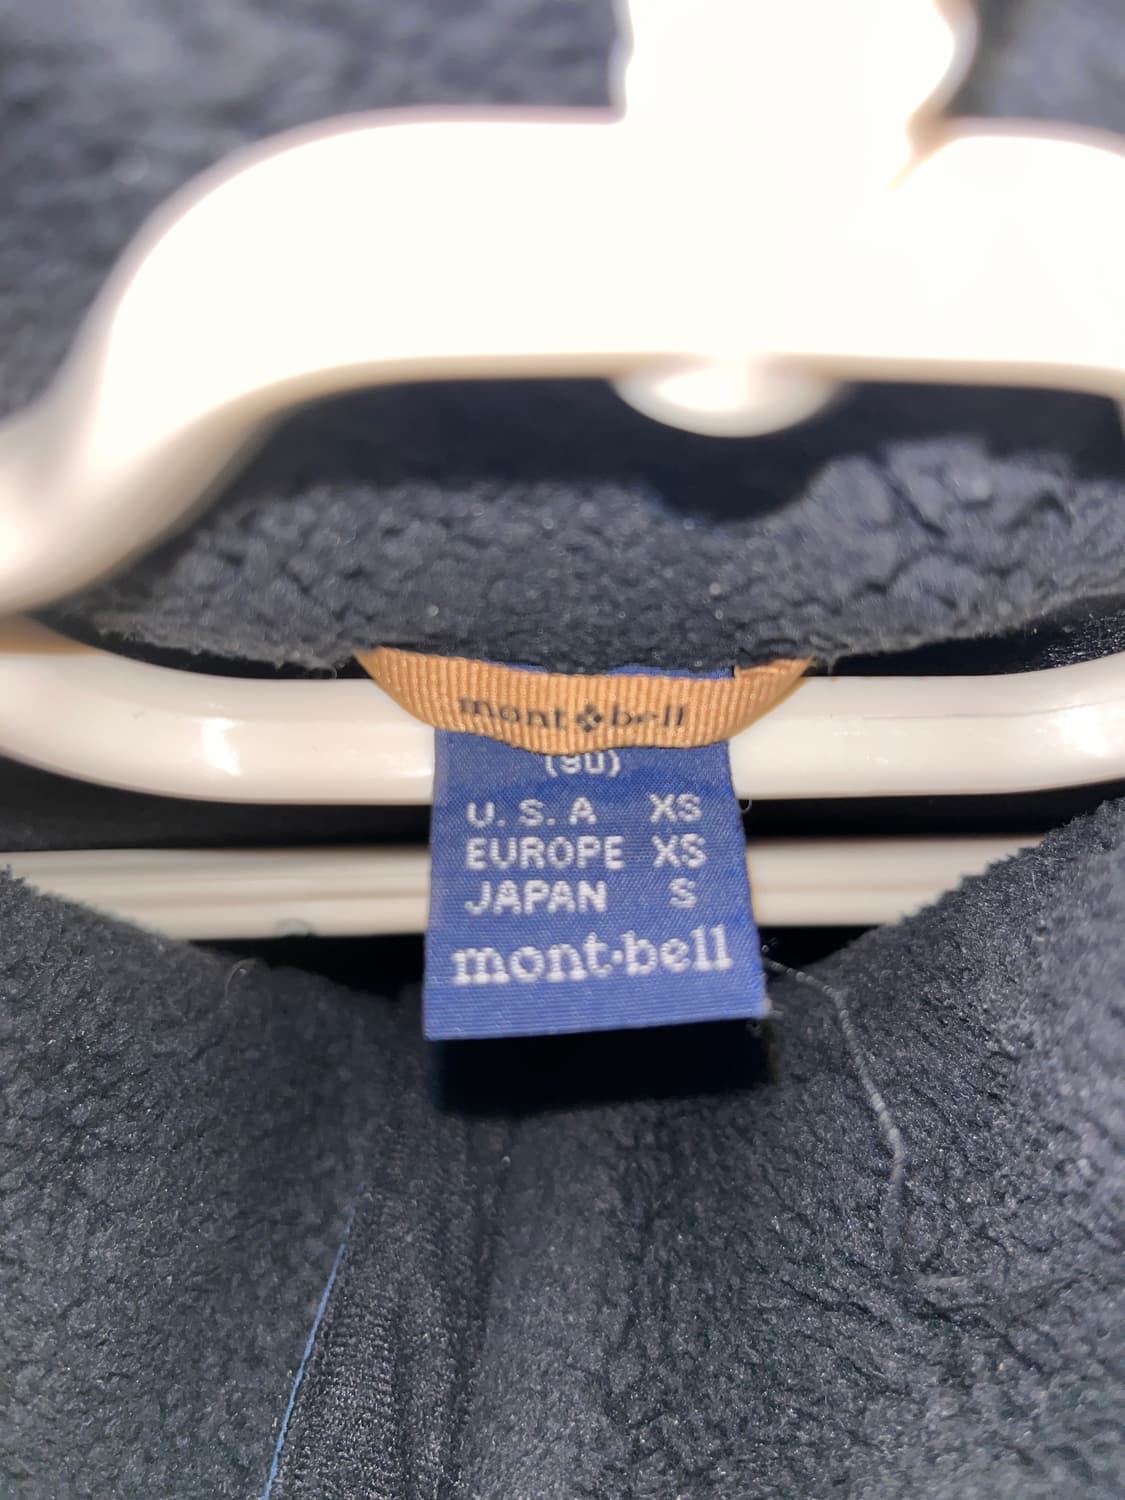 mont bell
(90)
U.S.A XS
EUROPE XS
JAPAN S
mont·bell